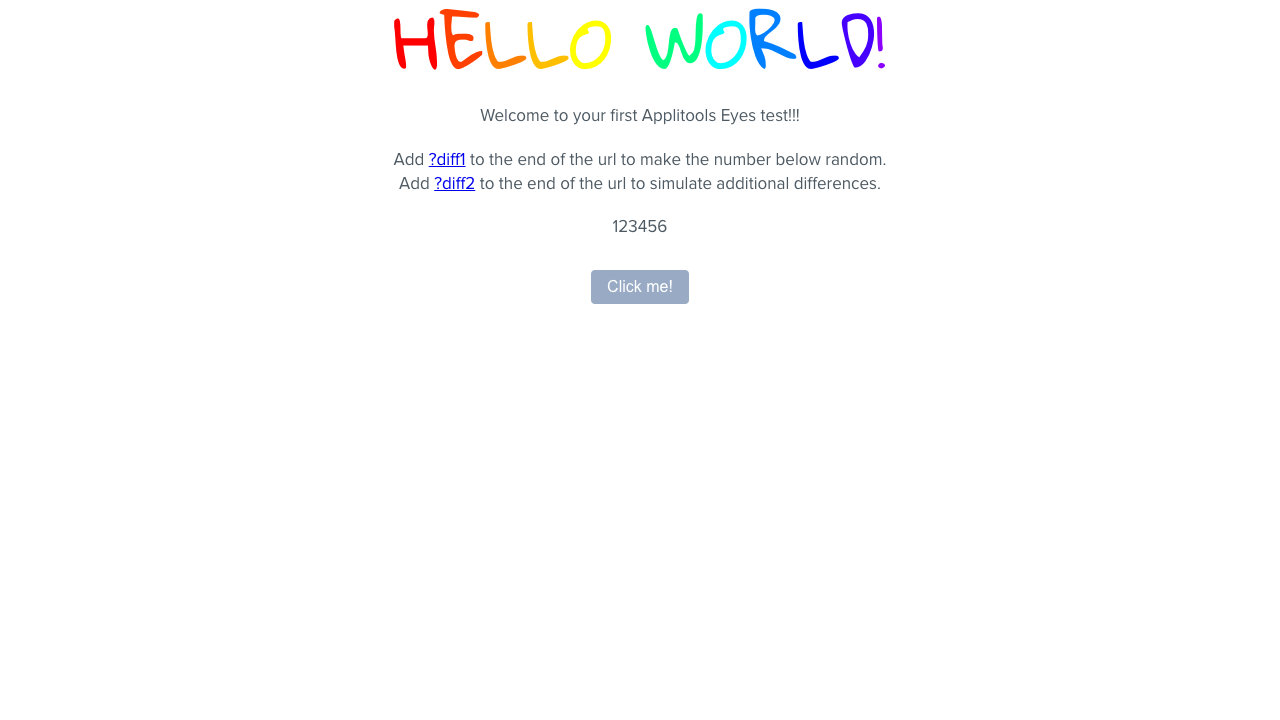 HELLO WORLD!
Welcome to your first Applitools Eyes test!!!
Add ?diff1 to the end of the url to make the number below random.
Add ?diff2 to the end of the url to simulate additional differences.
123456
Click me!